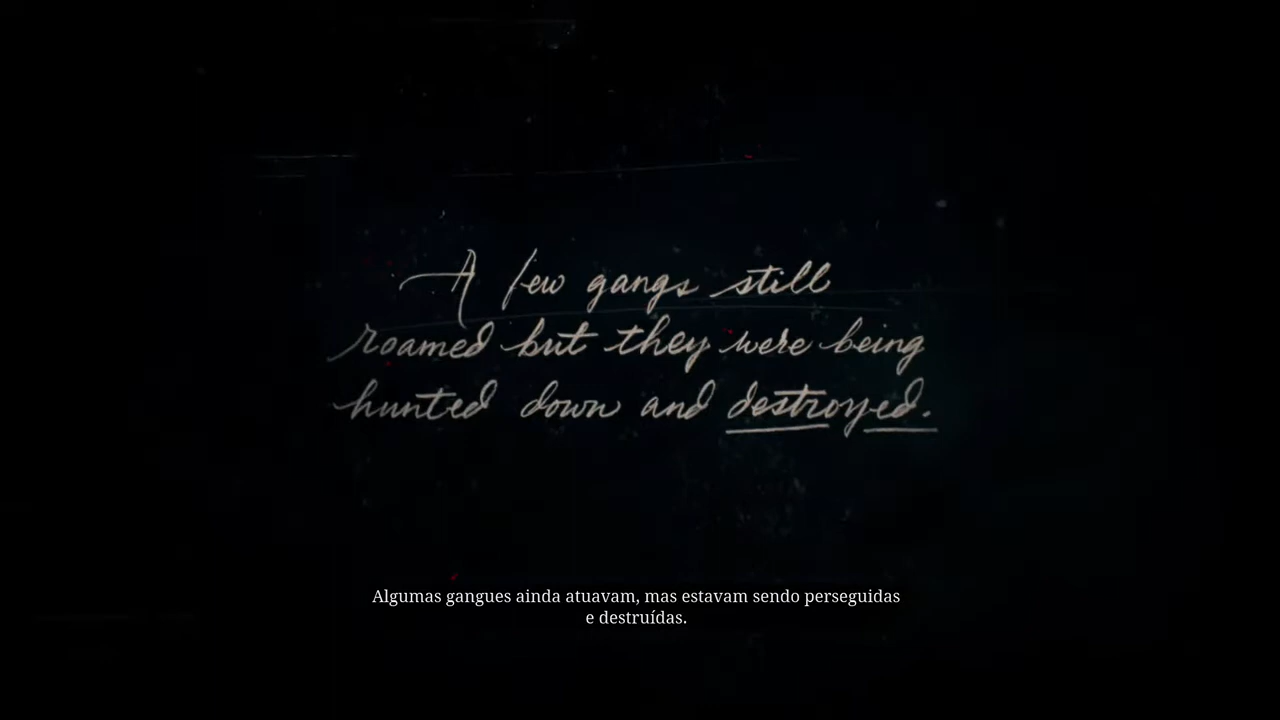 A few gangs still
roamed but they were being
hunted down and destroyed.
Algumas gangues ainda atuavam, mas estavam sendo perseguidas
e destruídas.